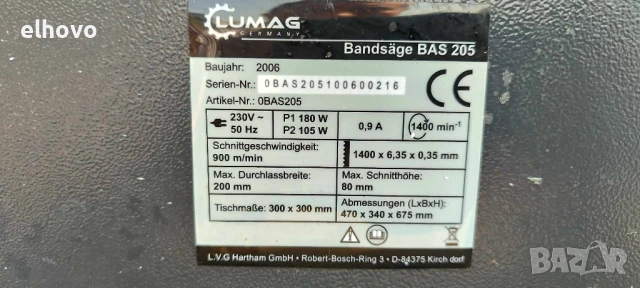 elhovo
LUMAG
GERMANY
Bandsäge BAS 205
Baujahr: 2006
Serien-Nr.: 0BAS205100600216
Artikel-Nr.: 0BAS205
CE
230V ~ 50 Hz
P1 180 W
P2 105 W
0,9 A
1400 min⁻¹
Schnittgeschwindigkeit:
900 m/min
1400 x 6,35 x 0,35 mm
Max. Durchlassbreite:
200 mm
Max. Schnitthöhe:
80 mm
Tischmaße: 300 x 300 mm
Abmessungen (LxBxH):
470 x 340 x 675 mm
L.V.G Hartham GmbH • Robert-Bosch-Ring 3 • D-84375 Kirchdorf
BAZAR
bg